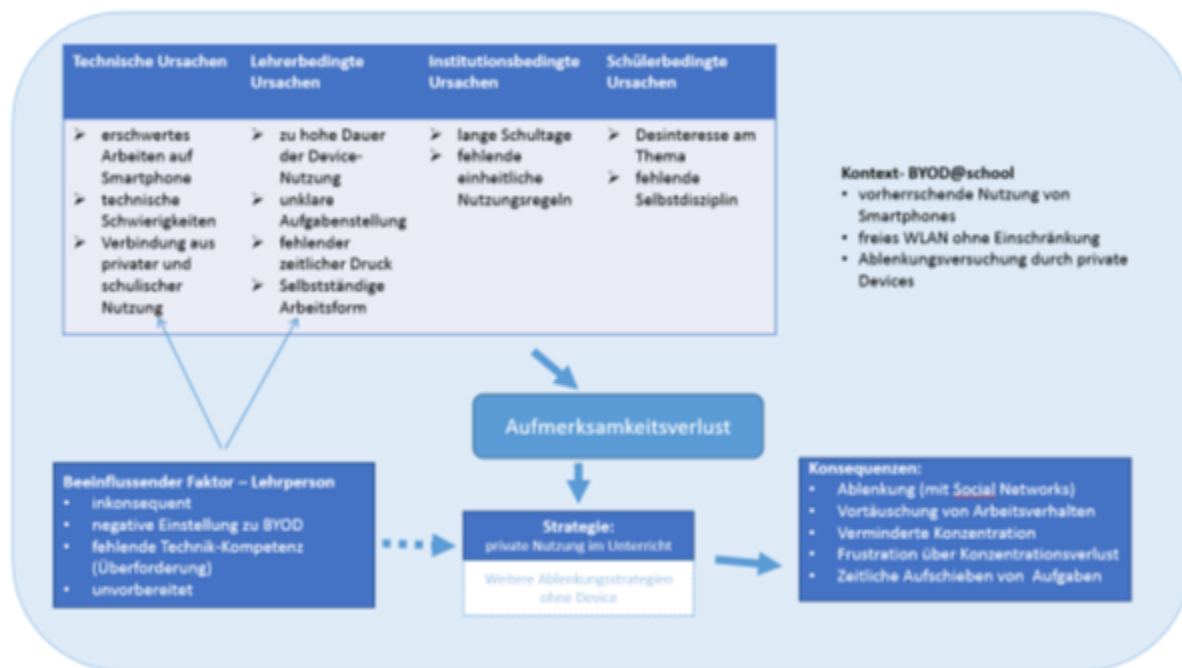 Technische Ursachen
Lehrerbedingte
Ursachen
Institutionsbedingte
Ursachen
Schülerbedingte
Ursachen
➢ erschwertes
Arbeiten auf
Smartphone
➢ technische
Schwierigkeiten
➢ Verbindung aus
privater und
schulischer
Nutzung
➢ zu hohe Dauer
der Device-
Nutzung
➢ unklare
Aufgabenstellung
➢ fehlender
zeitlicher Druck
➢ Selbstständige
Arbeitsform
➢ lange Schultage
➢ fehlende
einheitliche
Nutzungsregeln
➢ Desinteresse am
Thema
➢ fehlende
Selbstdisziplin
Kontext- BYOD@school
• vorherrschende Nutzung von
Smartphones
• freies WLAN ohne Einschränkung
• Ablenkungsversuchung durch private
Devices
Aufmerksamkeitsverlust
Beeinflussender Faktor – Lehrperson
• inkonsequent
• negative Einstellung zu BYOD
• fehlende Technik-Kompetenz
(Überforderung)
• unvorbereitet
Strategie:
private Nutzung im Unterricht
Weitere Ablenkungsstrategien
ohne Device
Konsequenzen:
• Ablenkung (mit Social Networks)
• Vortäuschung von Arbeitsverhalten
• Verminderte Konzentration
• Frustration über Konzentrationsverlust
• Zeitliche Aufschieben von Aufgaben